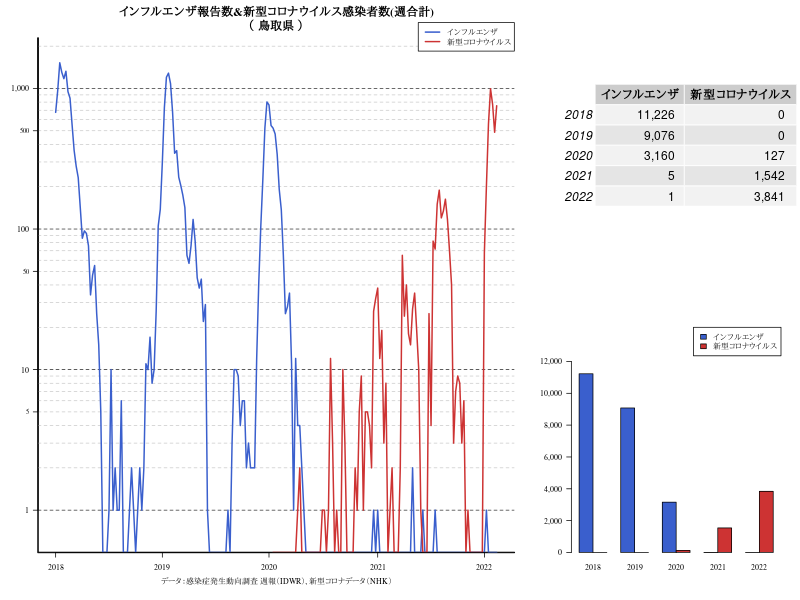 インフルエンザ報告数&新型コロナウイルス感染者数(週合計)
( 鳥取県 )
インフルエンザ
新型コロナウイルス
1,000
500
100
50
10
5
1
2018 2019 2020 2021 2022
データ:感染症発生動向調査 週報(IDWR)、新型コロナデータ(NHK)
インフルエンザ 新型コロナウイルス
2018 11,226 0
2019 9,076 0
2020 3,160 127
2021 5 1,542
2022 1 3,841
インフルエンザ
新型コロナウイルス
12,000
10,000
8,000
6,000
4,000
2,000
0
2018 2019 2020 2021 2022